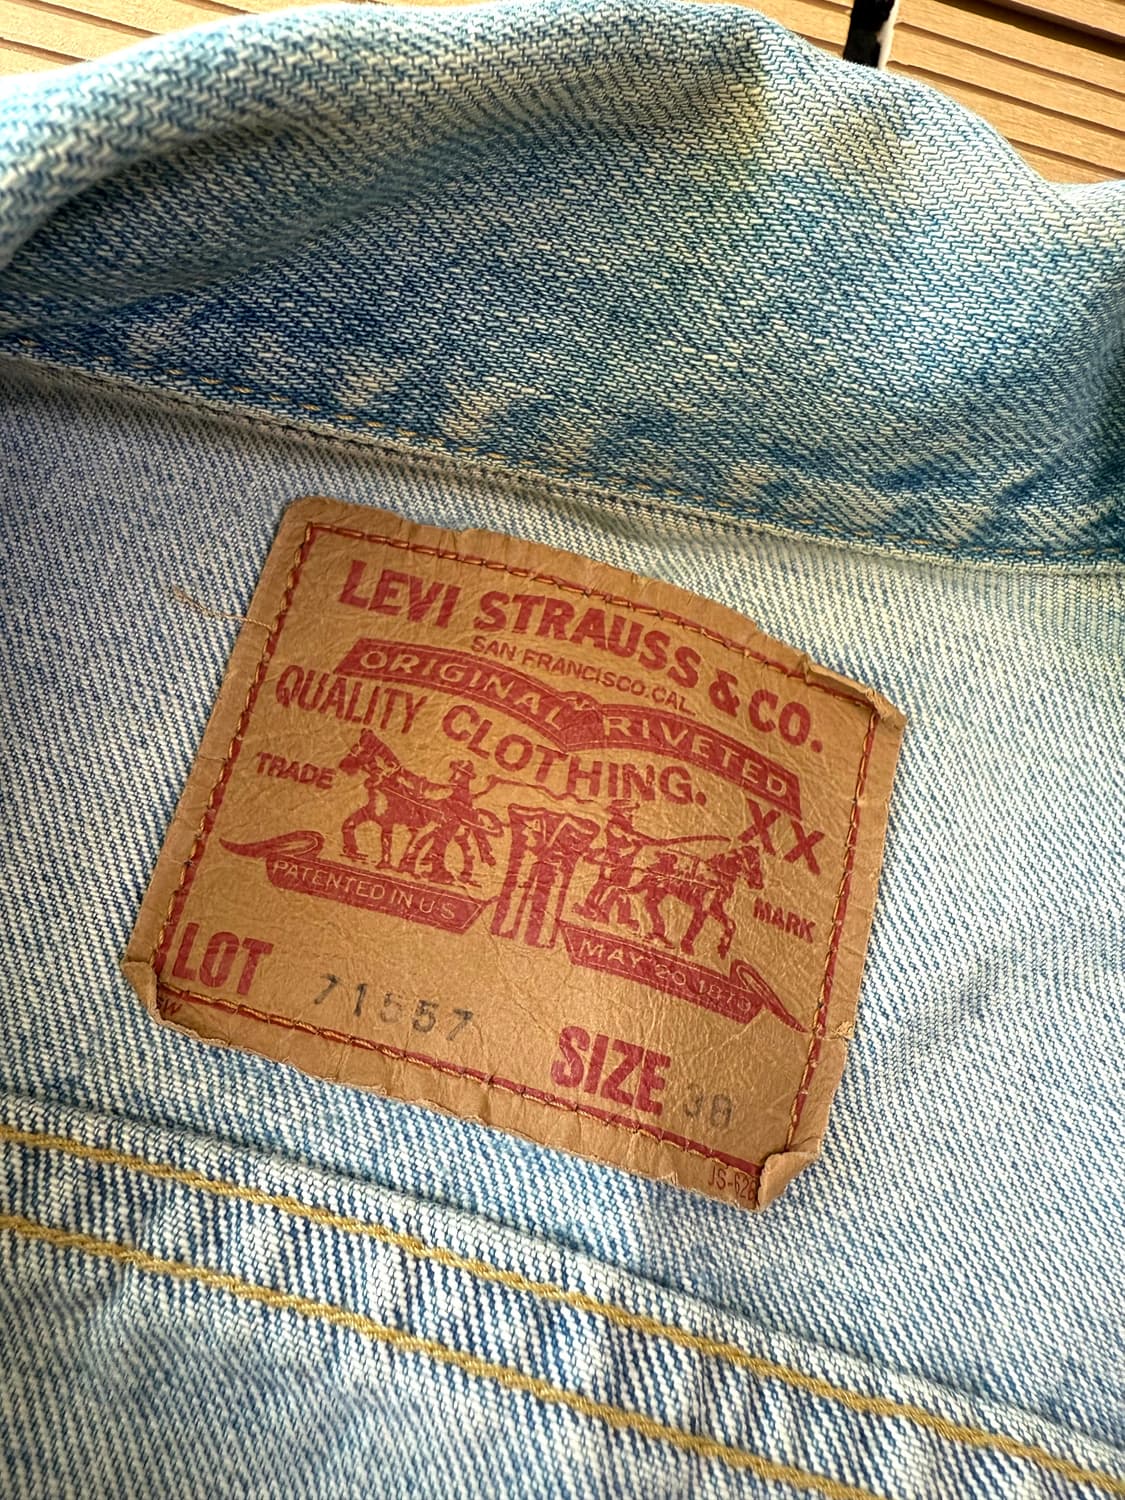 LEVI STRAUSS & CO.
SAN FRANCISCO.CAL.
ORIGINAL RIVETED
QUALITY CLOTHING.
XX
TRADE MARK
PATENTED IN U.S
MAY 20 1873
LOT 71557
SIZE 38